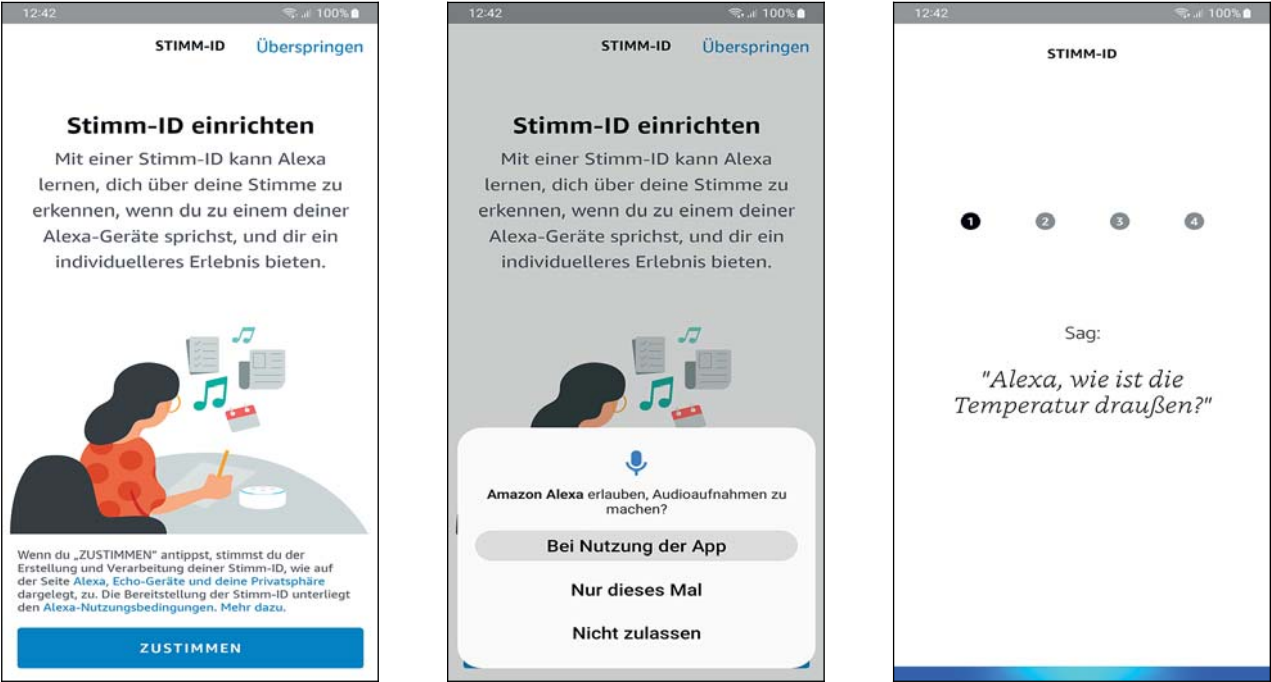 12:42
100%
STIMM-ID
Überspringen
Stimm-ID einrichten
Mit einer Stimm-ID kann Alexa
lernen, dich über deine Stimme zu
erkennen, wenn du zu einem deiner
Alexa-Geräte sprichst, und dir ein
individuelleres Erlebnis bieten.
Wenn du „ZUSTIMMEN" antippst, stimmst du der
Erstellung und Verarbeitung deiner Stimm-ID, wie auf
der Seite Alexa, Echo-Geräte und deine Privatsphäre
dargelegt, zu. Die Bereitstellung der Stimm-ID unterliegt
den Alexa-Nutzungsbedingungen. Mehr dazu.
ZUSTIMMEN
12:42
100%
STIMM-ID
Überspringen
Stimm-ID einrichten
Mit einer Stimm-ID kann Alexa
lernen, dich über deine Stimme zu
erkennen, wenn du zu einem deiner
Alexa-Geräte sprichst, und dir ein
individuelleres Erlebnis bieten.
Amazon Alexa erlauben, Audioaufnahmen zu
machen?
Bei Nutzung der App
Nur dieses Mal
Nicht zulassen
12:42
100%
STIMM-ID
1 2 3 4
Sag:
"Alexa, wie ist die
Temperatur draußen?"